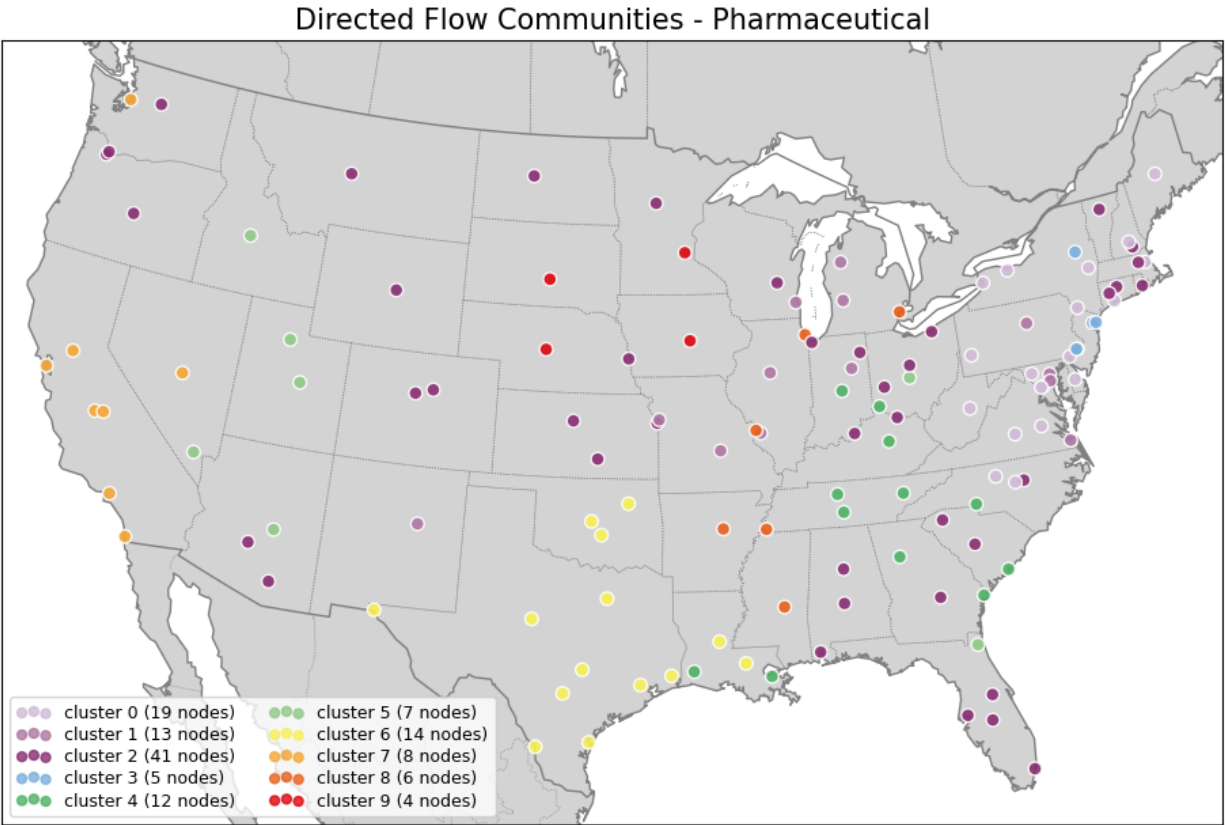 Directed Flow Communities - Pharmaceutical
cluster 0 (19 nodes)
cluster 1 (13 nodes)
cluster 2 (41 nodes)
cluster 3 (5 nodes)
cluster 4 (12 nodes)
cluster 5 (7 nodes)
cluster 6 (14 nodes)
cluster 7 (8 nodes)
cluster 8 (6 nodes)
cluster 9 (4 nodes)